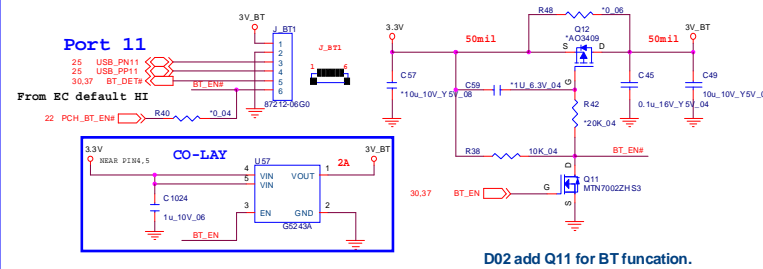 Port 11
3V_BT
J_BT1
1
2
3
4
5
6
87212-06G0
25 USB_PN11
25 USB_PP11
30,37 BT_DET#
BT_EN#
From EC default HI
22 PCH_BT_EN#
R40
*0_04
J_BT1
1 6
3.3V
50mil
R48
*0_06
Q12
*AO3409
S D
G
50mil
3V_BT
C57
*10u_10V_Y5V_08
C59
*1U_6.3V_04
R42
*20K_04
C45
0.1u_16V_Y5V_04
C49
10u_10V_Y5V_0
R38
10K_04
BT_EN#
30,37 BT_EN
G
D
S
Q11
MTN7002ZHS3
3.3V
NEAR PIN4,5
CO-LAY
U57
4 VIN
5 VIN
VOUT 1
2A
3V_BT
3 EN
GND 2
G5243A
C1024
1u_10V_06
BT_EN
D02 add Q11 for BT funcation.